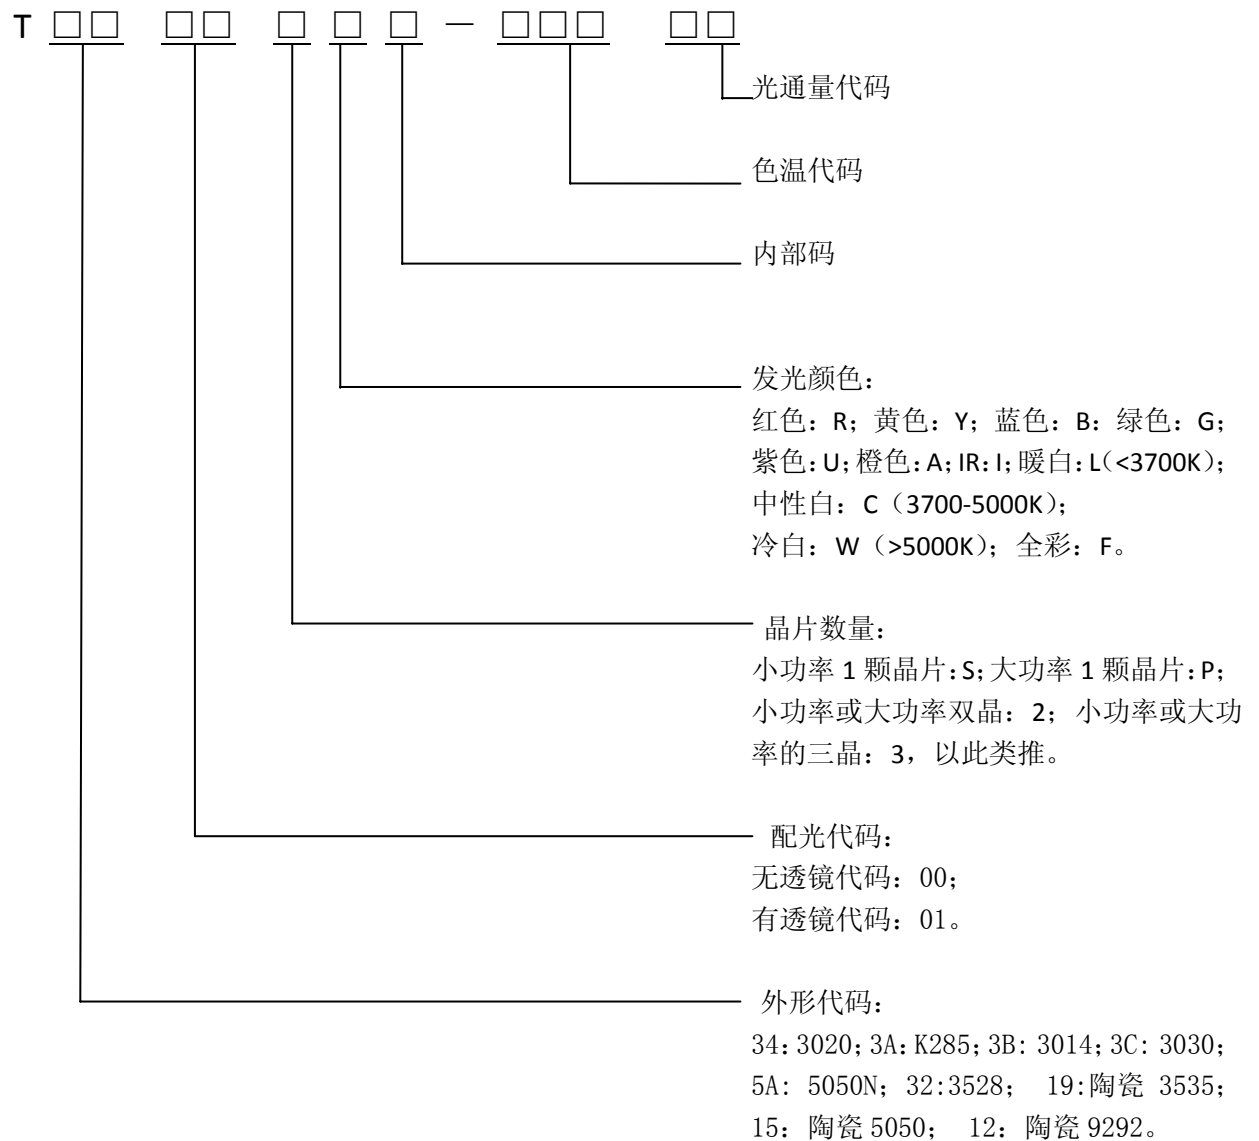 T □□ □□ □ □ □ — □□□ □□
光通量代码
色温代码
内部码
发光颜色：
红色：R；黄色：Y；蓝色：B：绿色：G；
紫色：U；橙色：A；IR：I；暖白：L（<3700K）；
中性白：C（3700-5000K）；
冷白：W（>5000K）；全彩：F。
晶片数量：
小功率 1 颗晶片：S；大功率 1 颗晶片：P；
小功率或大功率双晶：2；小功率或大功
率的三晶：3，以此类推。
配光代码：
无透镜代码：00；
有透镜代码：01。
外形代码：
34：3020；3A：K285；3B：3014；3C：3030；
5A：5050N；32:3528； 19:陶瓷 3535；
15：陶瓷 5050； 12：陶瓷 9292。